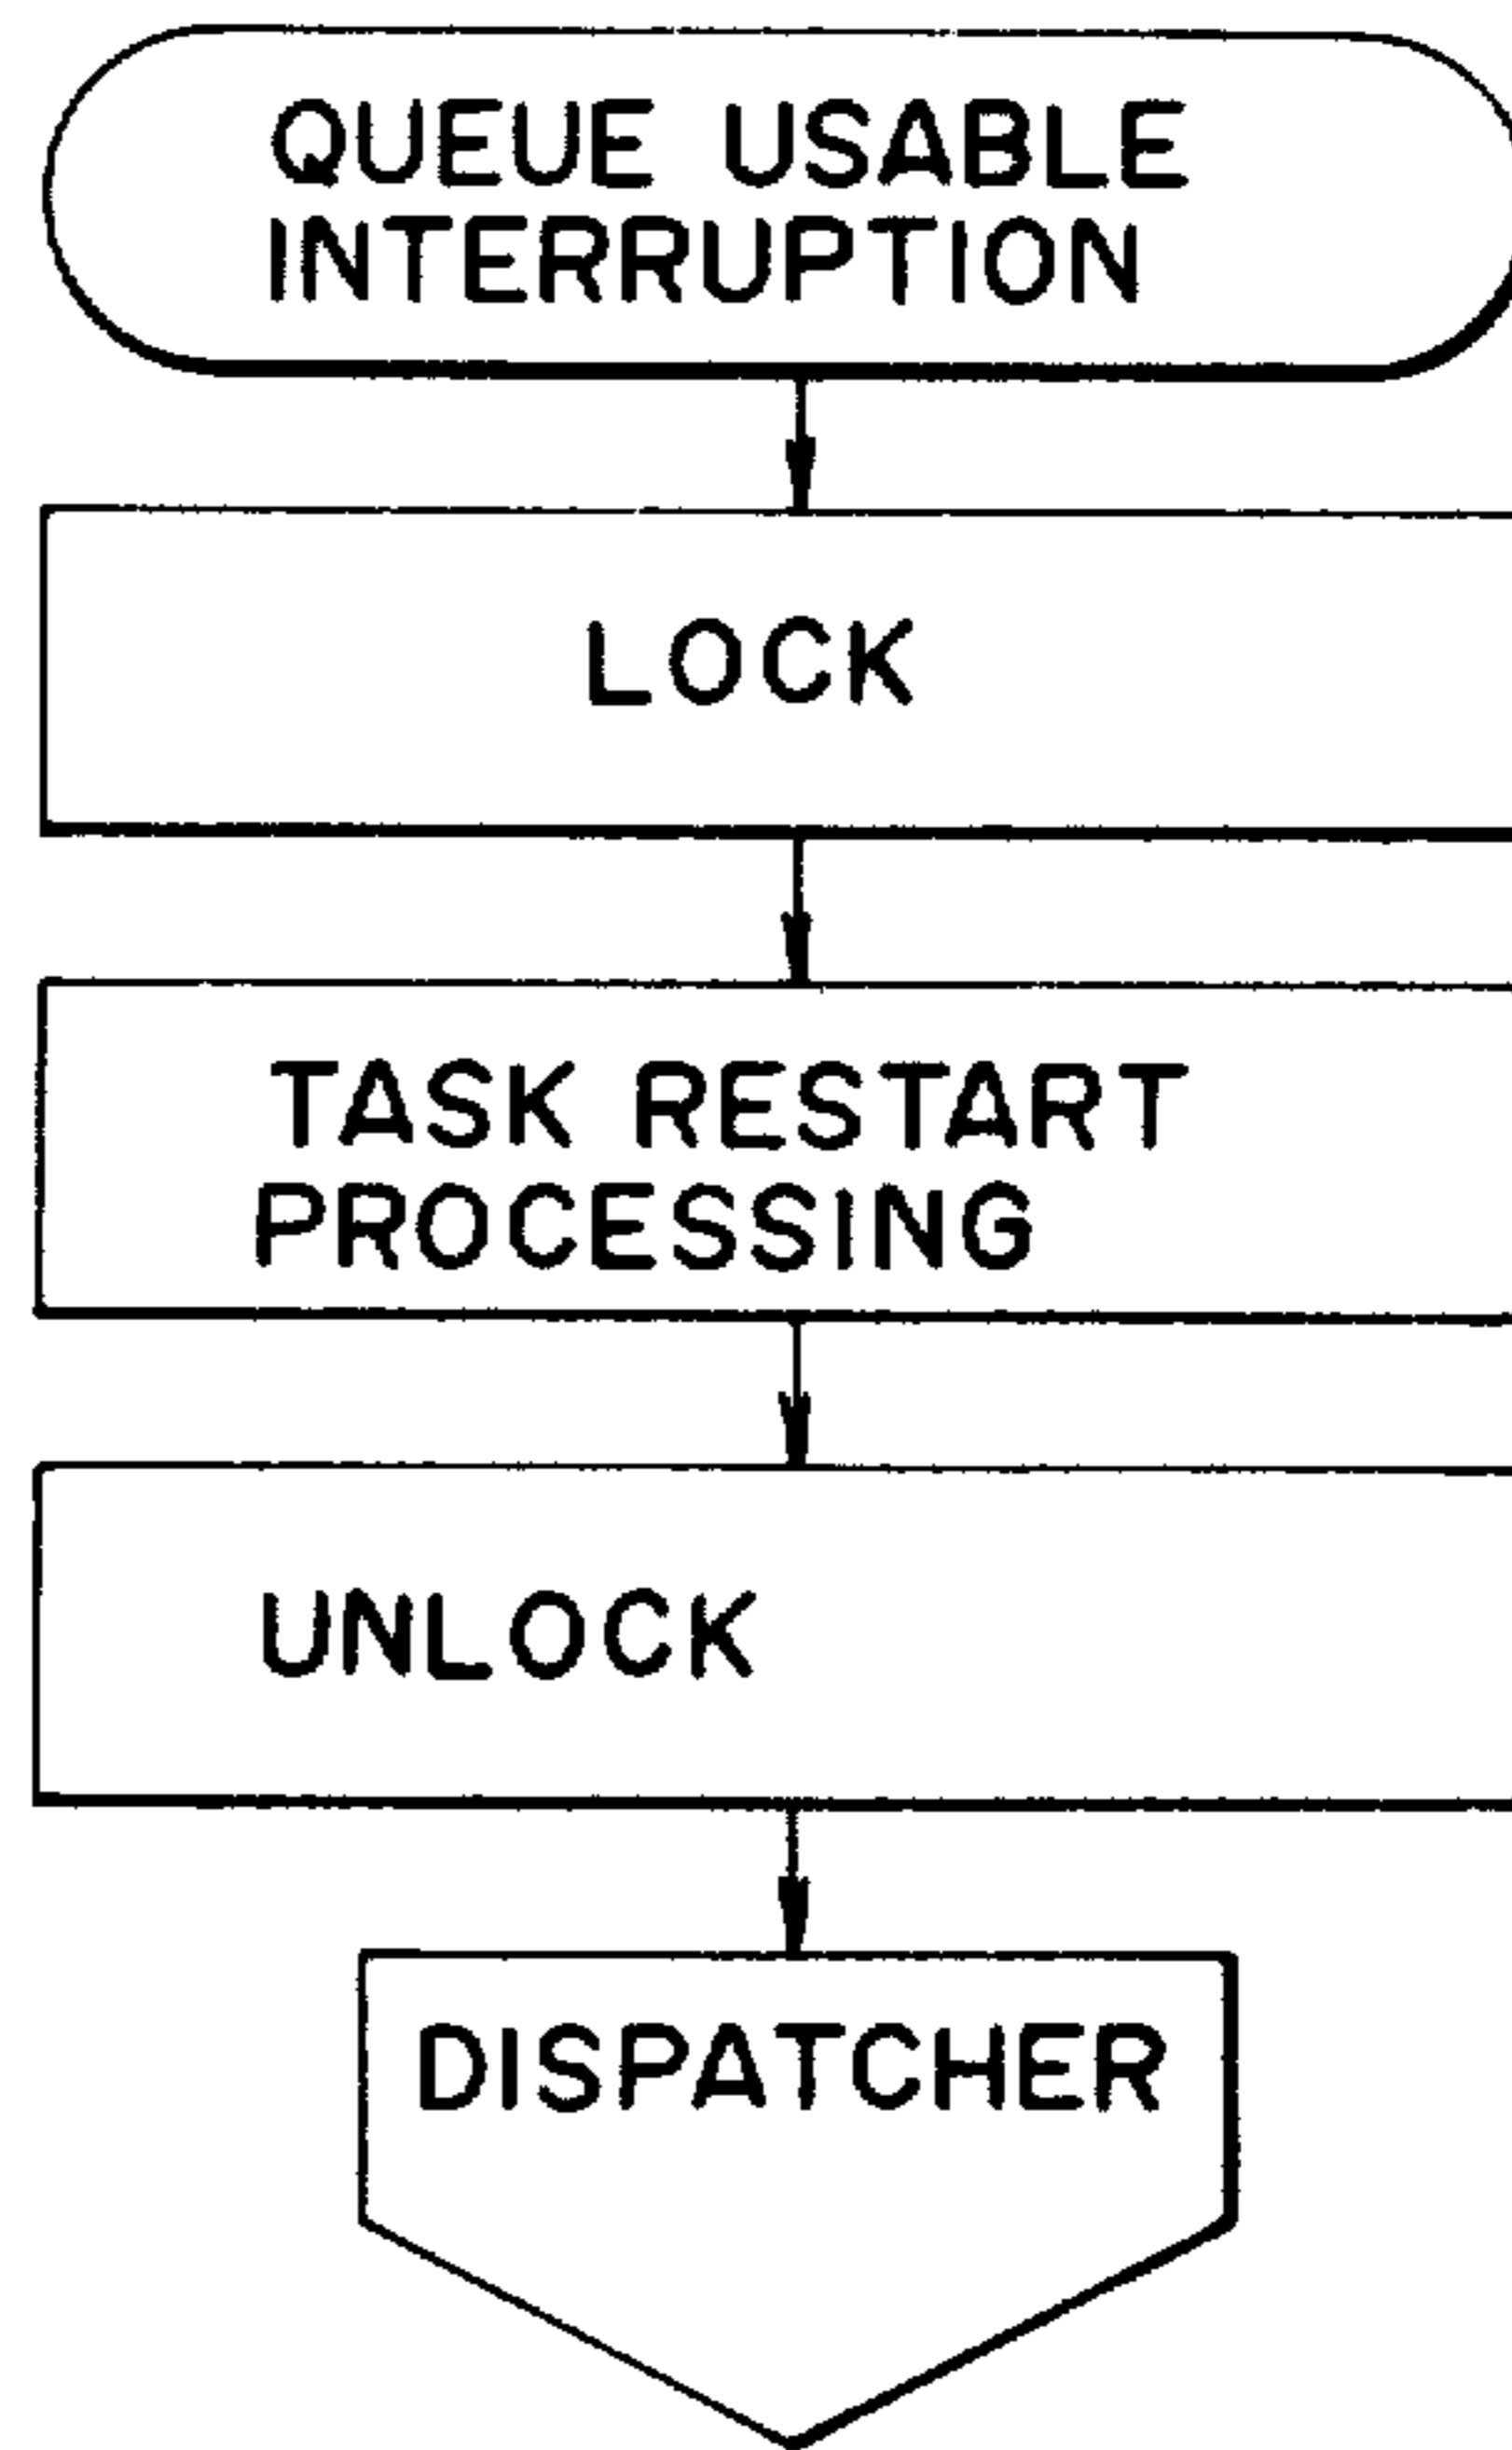 QUEUE USABLE
INTERRUPTION
LOCK
TASK RESTART
PROCESSING
UNLOCK
DISPATCHER